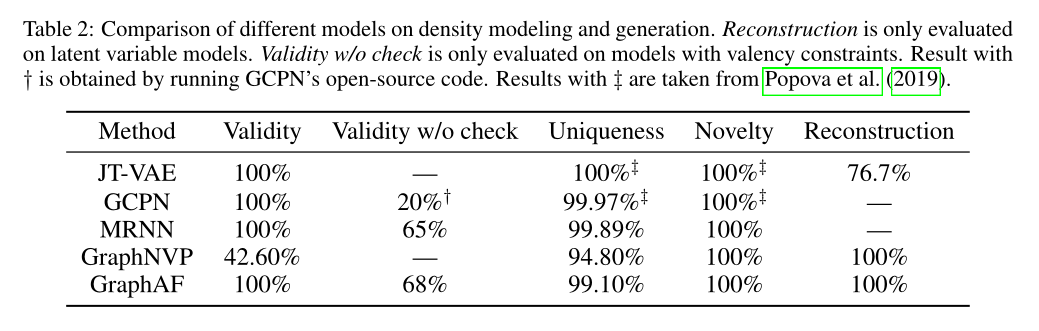 Table 2: Comparison of different models on density modeling and generation. Reconstruction is only evaluated
on latent variable models. Validity w/o check is only evaluated on models with valency constraints. Result with
† is obtained by running GCPN's open-source code. Results with ‡ are taken from Popova et al. (2019).
Method Validity Validity w/o check Uniqueness Novelty Reconstruction
JT-VAE 100% — 100%‡ 100%‡ 76.7%
GCPN 100% 20%† 99.97%‡ 100%‡ —
MRNN 100% 65% 99.89% 100% —
GraphNVP 42.60% — 94.80% 100% 100%
GraphAF 100% 68% 99.10% 100% 100%